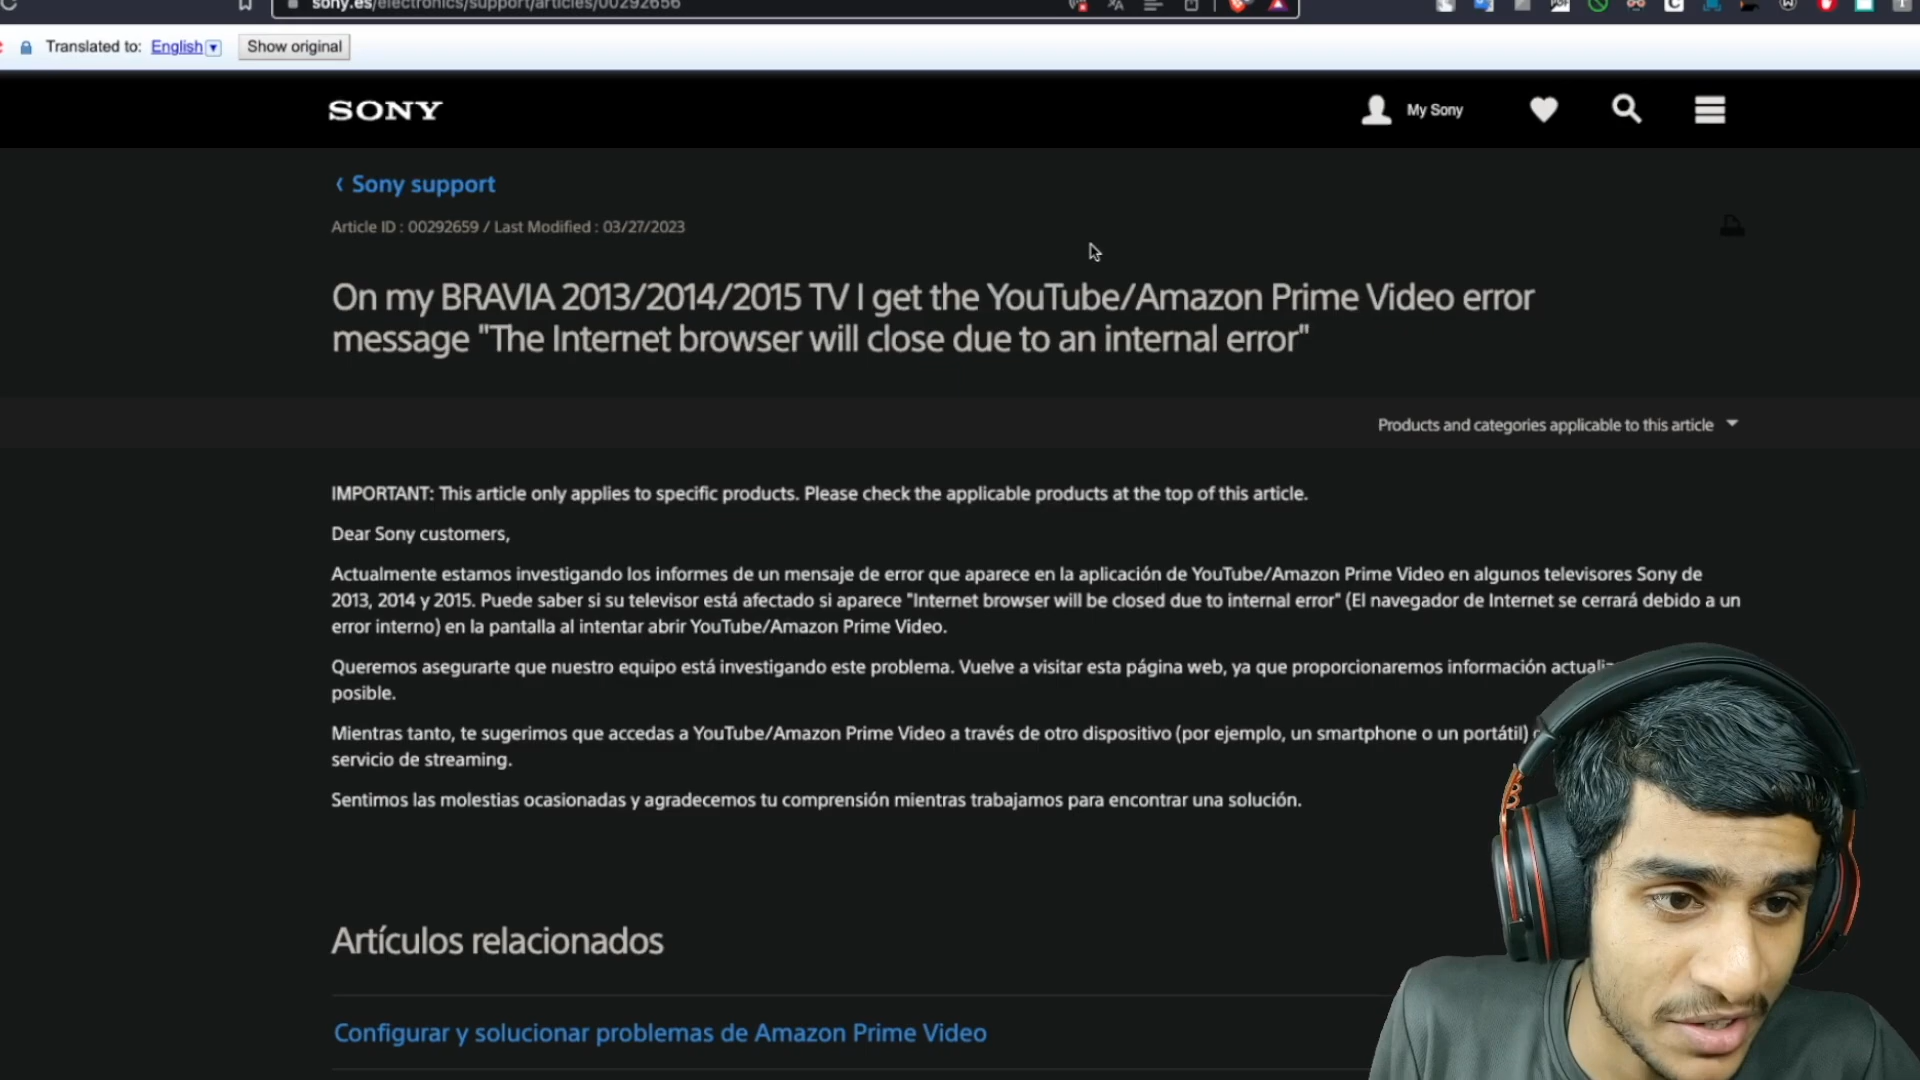 sony.es/electronics/support/articles/00292656
Translated to: English Show original
SONY
My Sony
Sony support
Article ID : 00292659 / Last Modified : 03/27/2023
On my BRAVIA 2013/2014/2015 TV I get the YouTube/Amazon Prime Video error
message "The Internet browser will close due to an internal error"
Products and categories applicable to this article
IMPORTANT: This article only applies to specific products. Please check the applicable products at the top of this article.
Dear Sony customers,
Actualmente estamos investigando los informes de un mensaje de error que aparece en la aplicación de YouTube/Amazon Prime Video en algunos televisores Sony de
2013, 2014 y 2015. Puede saber si su televisor está afectado si aparece "Internet browser will be closed due to internal error" (El navegador de Internet se cerrará debido a un
error interno) en la pantalla al intentar abrir YouTube/Amazon Prime Video.
Queremos asegurarte que nuestro equipo está investigando este problema. Vuelve a visitar esta página web, ya que proporcionaremos información
posible.
Mientras tanto, te sugerimos que accedas a YouTube/Amazon Prime Video a través de otro dispositivo (por ejemplo, un smartphone o un portátil)
servicio de streaming.
Sentimos las molestias ocasionadas y agradecemos tu comprensión mientras trabajamos para encontrar una solución.
Artículos relacionados
Configurar y solucionar problemas de Amazon Prime Video